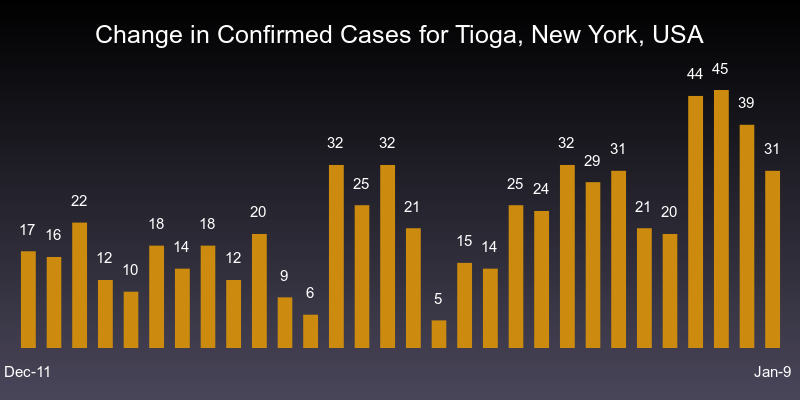 Change in Confirmed Cases for Tioga, New York, USA
17 16 22 12 10 18 14 18 12 20 9 6 32 25 32 21 5 15 14 25 24 32 29 31 21 20 44 45 39 31
Dec-11 Jan-9